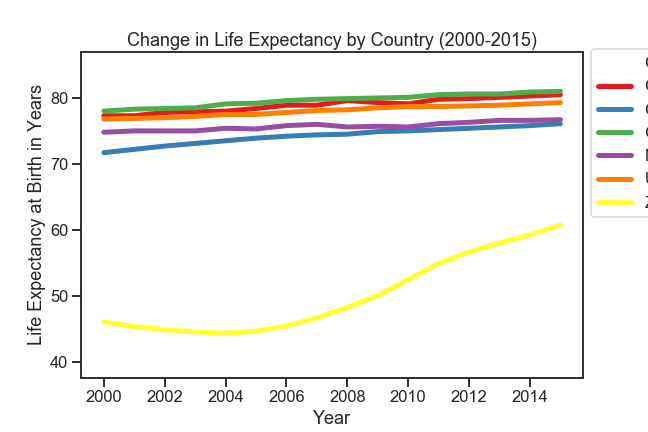 Change in Life Expectancy by Country (2000-2015)
Life Expectancy at Birth in Years
80
70
60
50
40
2000 2002 2004 2006 2008 2010 2012 2014
Year